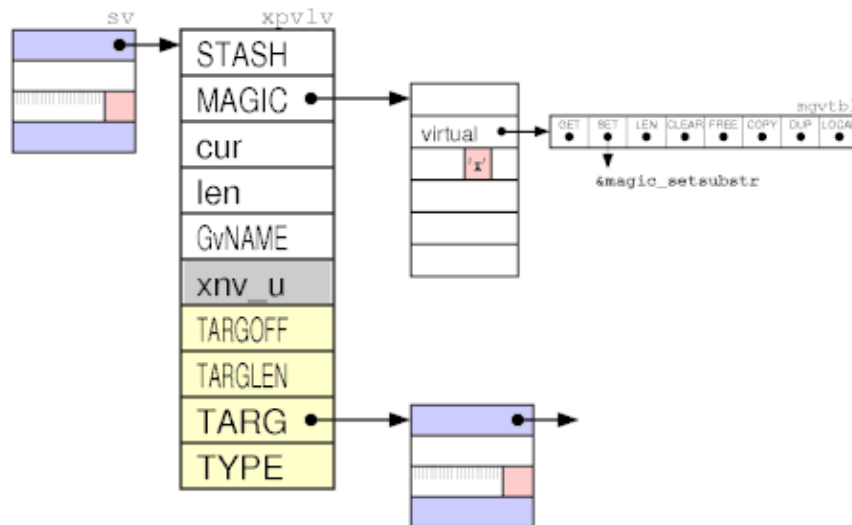 sv
xpvlv
STASH
MAGIC
cur
len
GvNAME
xnv_u
TARGOFF
TARGLEN
TARG
TYPE
virtual
'x'
mgvtbl
GET SET LEN CLEAR FREE COPY DUP LOCAL
&magic_setsubstr